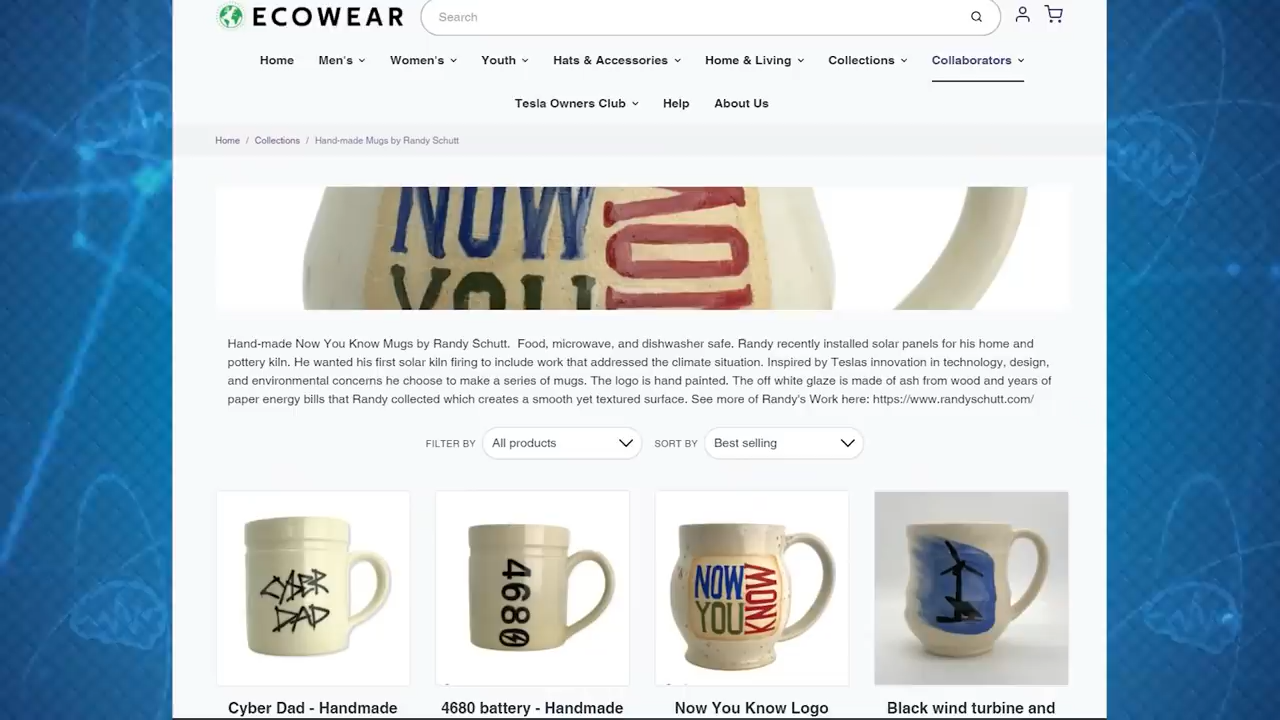 ECOWEAR
Search
Home Men's Women's Youth Hats & Accessories Home & Living Collections Collaborators
Tesla Owners Club Help About Us
Home / Collections / Hand-made Mugs by Randy Schutt
NOW
YOU
KNOW
Hand-made Now You Know Mugs by Randy Schutt. Food, microwave, and dishwasher safe. Randy recently installed solar panels for his home and
pottery kiln. He wanted his first solar kiln firing to include work that addressed the climate situation. Inspired by Teslas innovation in technology, design,
and environmental concerns he choose to make a series of mugs. The logo is hand painted. The off white glaze is made of ash from wood and years of
paper energy bills that Randy collected which creates a smooth yet textured surface. See more of Randy's Work here: https://www.randyschutt.com/
FILTER BY All products SORT BY Best selling
CYBER
DAD
4680
NOW
YOU
KNOW
Cyber Dad - Handmade
4680 battery - Handmade
Now You Know Logo
Black wind turbine and